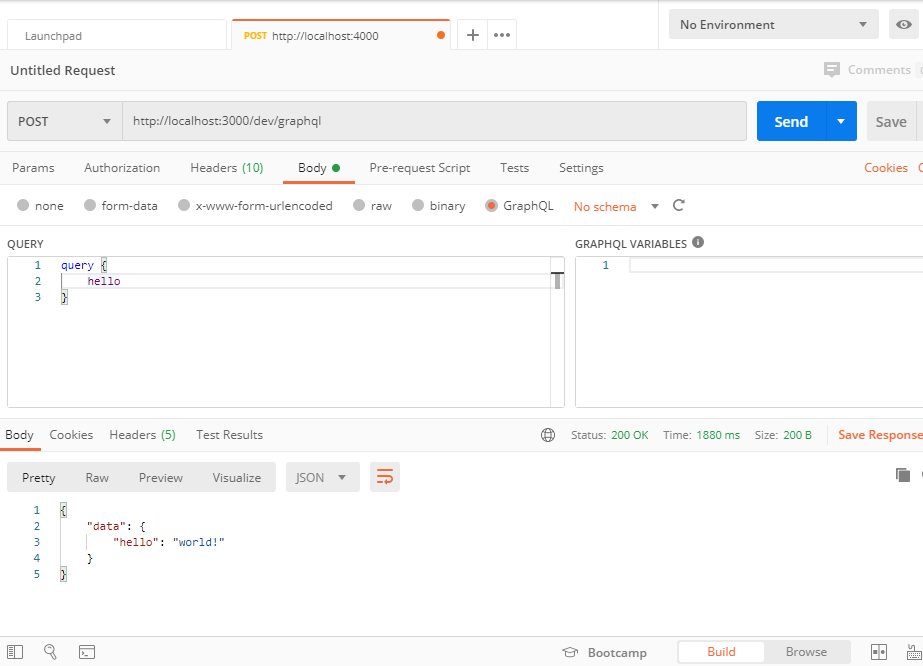 Launchpad
POST http://localhost:4000
No Environment
Untitled Request
Comments
POST
http://localhost:3000/dev/graphql
Send
Save
Params Authorization Headers (10) Body Pre-request Script Tests Settings Cookies
none form-data x-www-form-urlencoded raw binary GraphQL No schema
QUERY
1 query {
2 hello
3 }
GRAPHQL VARIABLES
1
Body Cookies Headers (5) Test Results Status: 200 OK Time: 1880 ms Size: 200 B Save Response
Pretty Raw Preview Visualize JSON
1 {
2 "data": {
3 "hello": "world!"
4 }
5 }
Bootcamp Build Browse